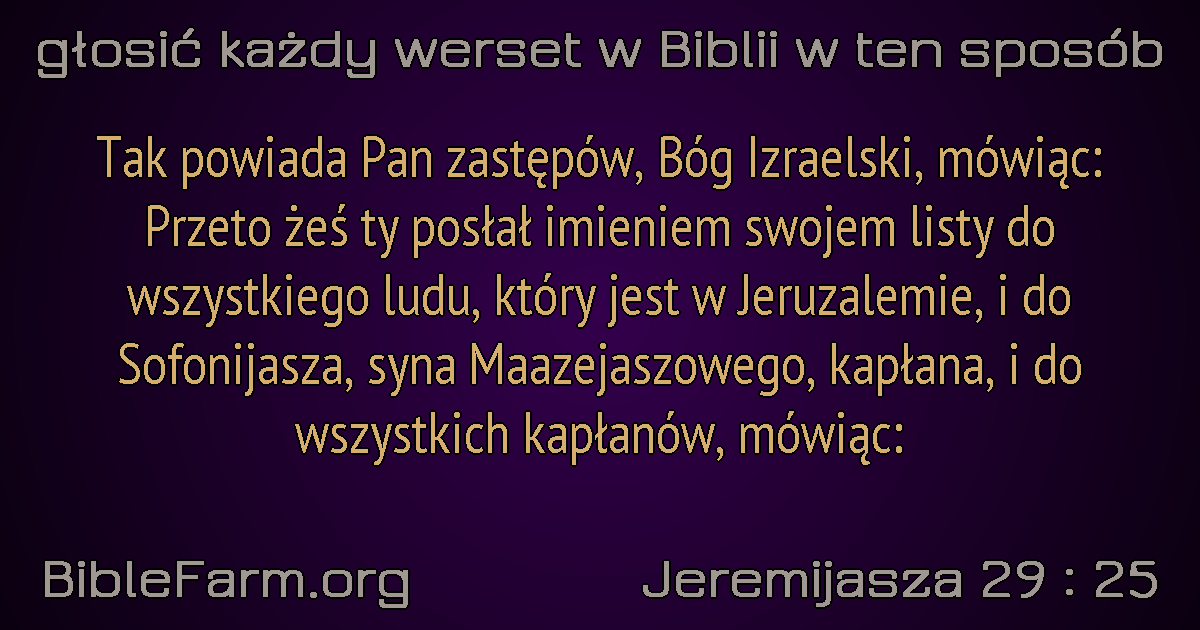 głosić każdy werset w Biblii w ten sposób
Tak powiada Pan zastępów, Bóg Izraelski, mówiąc:
Przeto żeś ty posłał imieniem swojem listy do
wszystkiego ludu, który jest w Jeruzalemie, i do
Sofonijasza, syna Maazejaszowego, kapłana, i do
wszystkich kapłanów, mówiąc:
BibleFarm.org
Jeremijasza 29 : 25